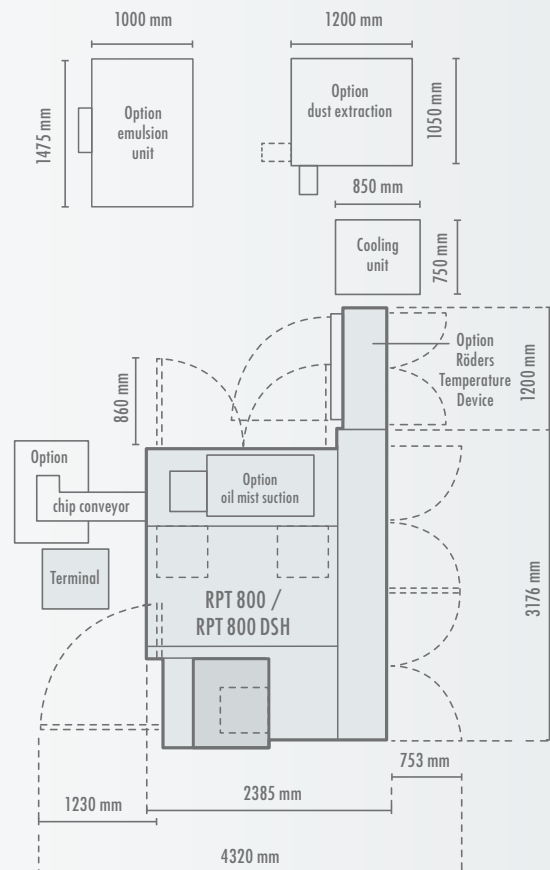 1000 mm
1200 mm
1475 mm
Option
emulsion
unit
Option
dust extraction
1050 mm
850 mm
Cooling
unit
750 mm
Option
Röders
Temperature
Device
1200 mm
860 mm
Option
chip conveyor
Option
oil mist suction
Terminal
RPT 800 /
RPT 800 DSH
3176 mm
753 mm
1230 mm
2385 mm
4320 mm